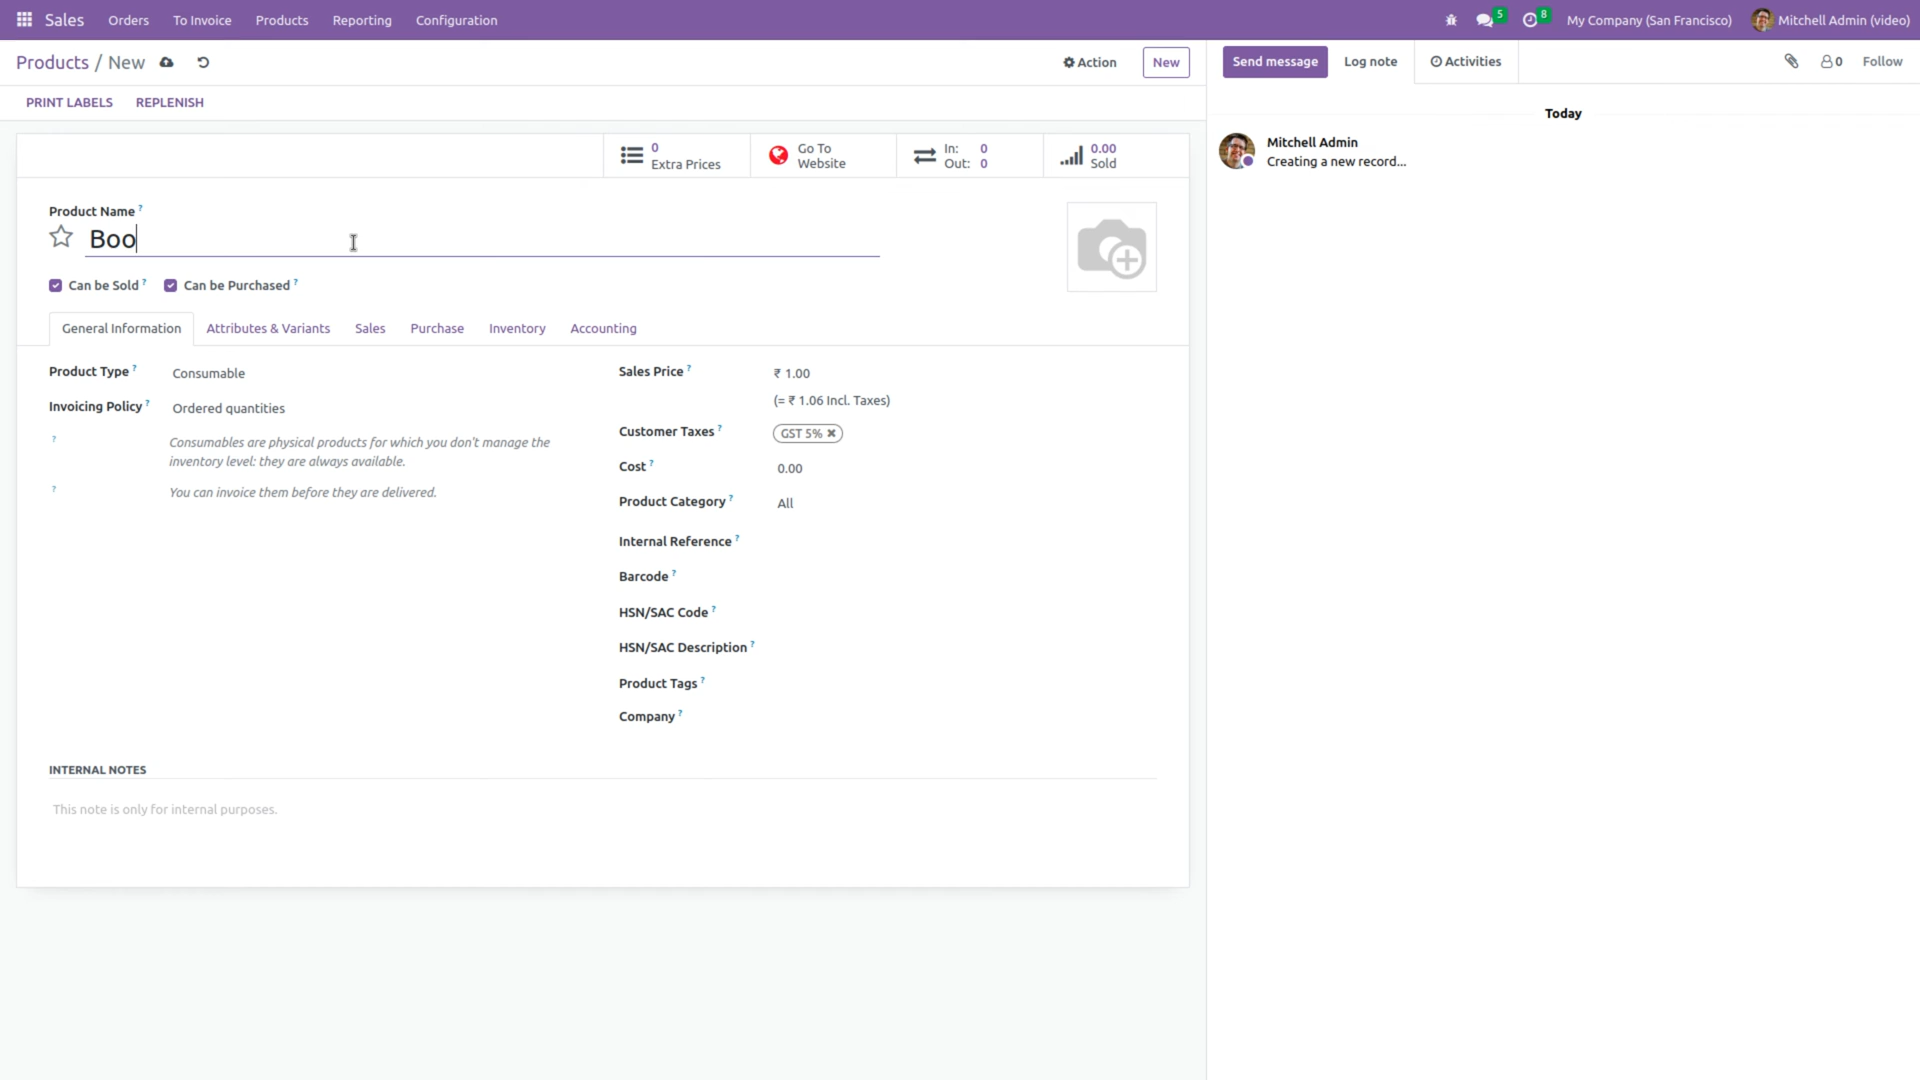 Sales Orders To Invoice Products Reporting Configuration 5 8 My Company (San Francisco) Mitchell Admin (video)
Products / New Action New
Send message Log note Activities 0 Follow
PRINT LABELS REPLENISH
Today
Mitchell Admin
Creating a new record...
0
Extra Prices
Go To
Website
In: 0
Out: 0
0.00
Sold
Product Name ?
Boo
Can be Sold ? Can be Purchased ?
General Information Attributes & Variants Sales Purchase Inventory Accounting
Product Type ? Consumable
Invoicing Policy ? Ordered quantities
? Consumables are physical products for which you don't manage the
inventory level: they are always available.
? You can invoice them before they are delivered.
Sales Price ? ₹ 1.00
(= ₹ 1.06 Incl. Taxes)
Customer Taxes ? GST 5% ✖
Cost ? 0.00
Product Category ? All
Internal Reference ?
Barcode ?
HSN/SAC Code ?
HSN/SAC Description ?
Product Tags ?
Company ?
INTERNAL NOTES
This note is only for internal purposes.